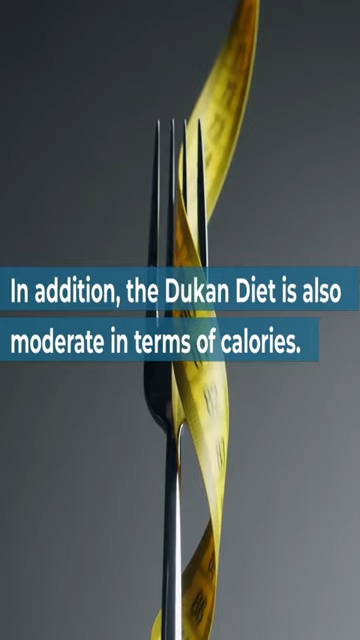 In addition, the Dukan Diet is also
moderate in terms of calories.